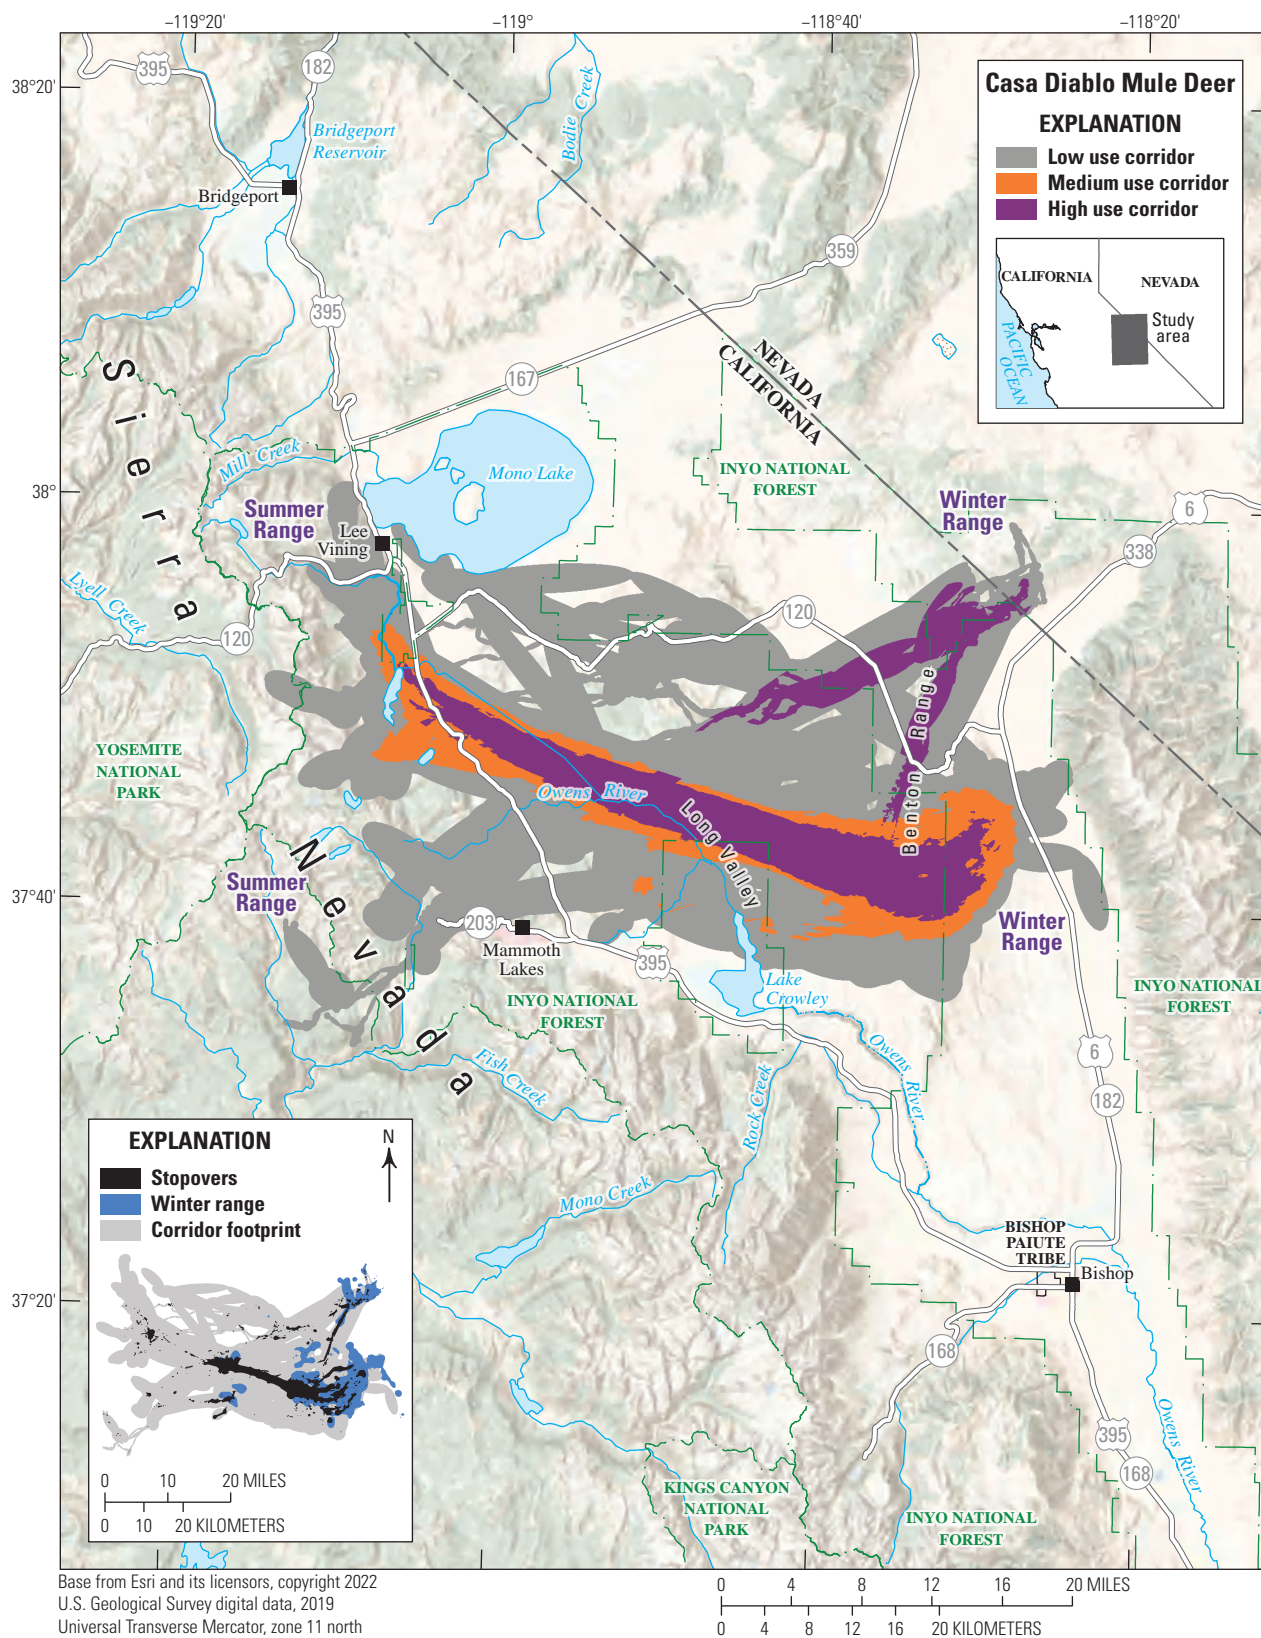 −119°20'
−119°
−118°40'
−118°20'
38°20'
38°
37°40'
37°20'
Casa Diablo Mule Deer
EXPLANATION
Low use corridor
Medium use corridor
High use corridor
CALIFORNIA
NEVADA
PACIFIC
OCEAN
Study
area
395
182
Bridgeport
Reservoir
Bodie Creek
Bridgeport
359
395
167
NEVADA
CALIFORNIA
Sierra
Mill Creek
Mono Lake
INYO NATIONAL
FOREST
Summer
Range
Winter
Range
6
Lee
Vining
338
Lyell Creek
120
120
Benton Range
YOSEMITE
NATIONAL
PARK
Owens River
Long Valley
Nevada
Summer
Range
203
Mammoth
Lakes
395
Winter
Range
Lake
Crowley
INYO NATIONAL
FOREST
INYO NATIONAL
FOREST
Owens River
6
Fish Creek
Rock Creek
182
Mono Creek
BISHOP
PAIUTE
TRIBE
Bishop
168
Owens River
395
168
KINGS CANYON
NATIONAL
PARK
INYO NATIONAL
FOREST
EXPLANATION
N
Stopovers
Winter range
Corridor footprint
0 10 20 MILES
0 10 20 KILOMETERS
Base from Esri and its licensors, copyright 2022
U.S. Geological Survey digital data, 2019
Universal Transverse Mercator, zone 11 north
0 4 8 12 16 20 MILES
0 4 8 12 16 20 KILOMETERS